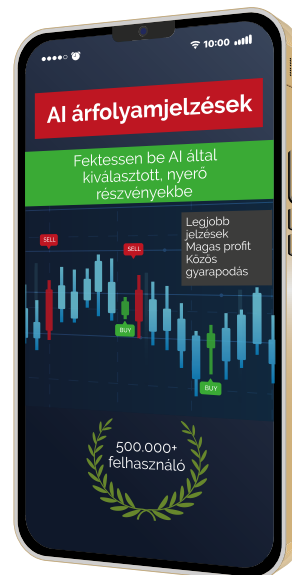 10:00
AI árfolyamjelzések
Fektessen be AI által
kiválasztott, nyerő
részvényekbe
Legjobb
jelzések
Magas profit
Közös
gyarapodás
SELL
SELL
BUY
BUY
500.000+
felhasználó